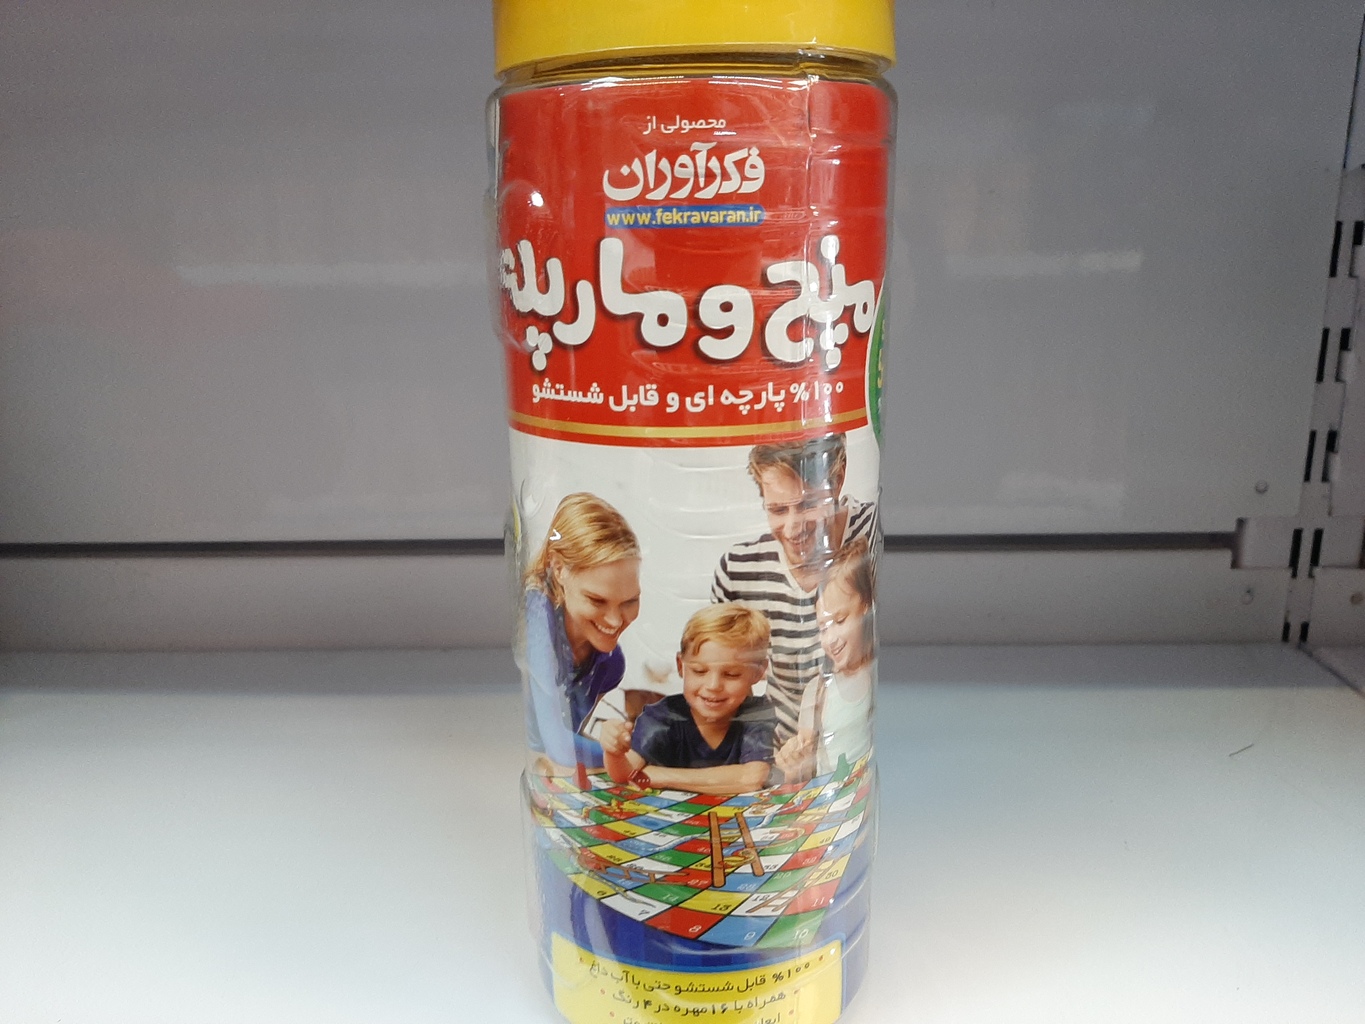 محصولی از
فکرآوران
www.fekravaran.ir
منچ و مارپله
۱۰۰% پارچه ای و قابل شستشو
۱۰۰% قابل شستشو حتی با آب داغ
همراه با ۱۶ مهره در ۴ رنگ
ابعاد